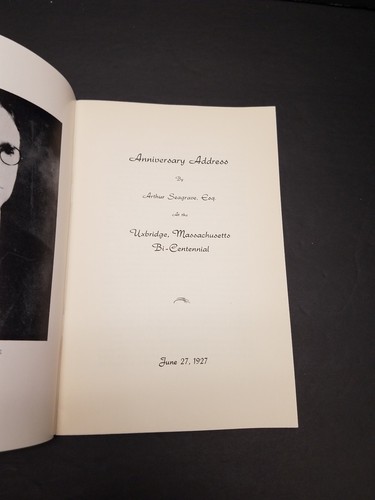 Anniversary Address
By
Arthur Seagrave, Esq.
At the
Uxbridge, Massachusetts
Bi-Centennial
June 27, 1927